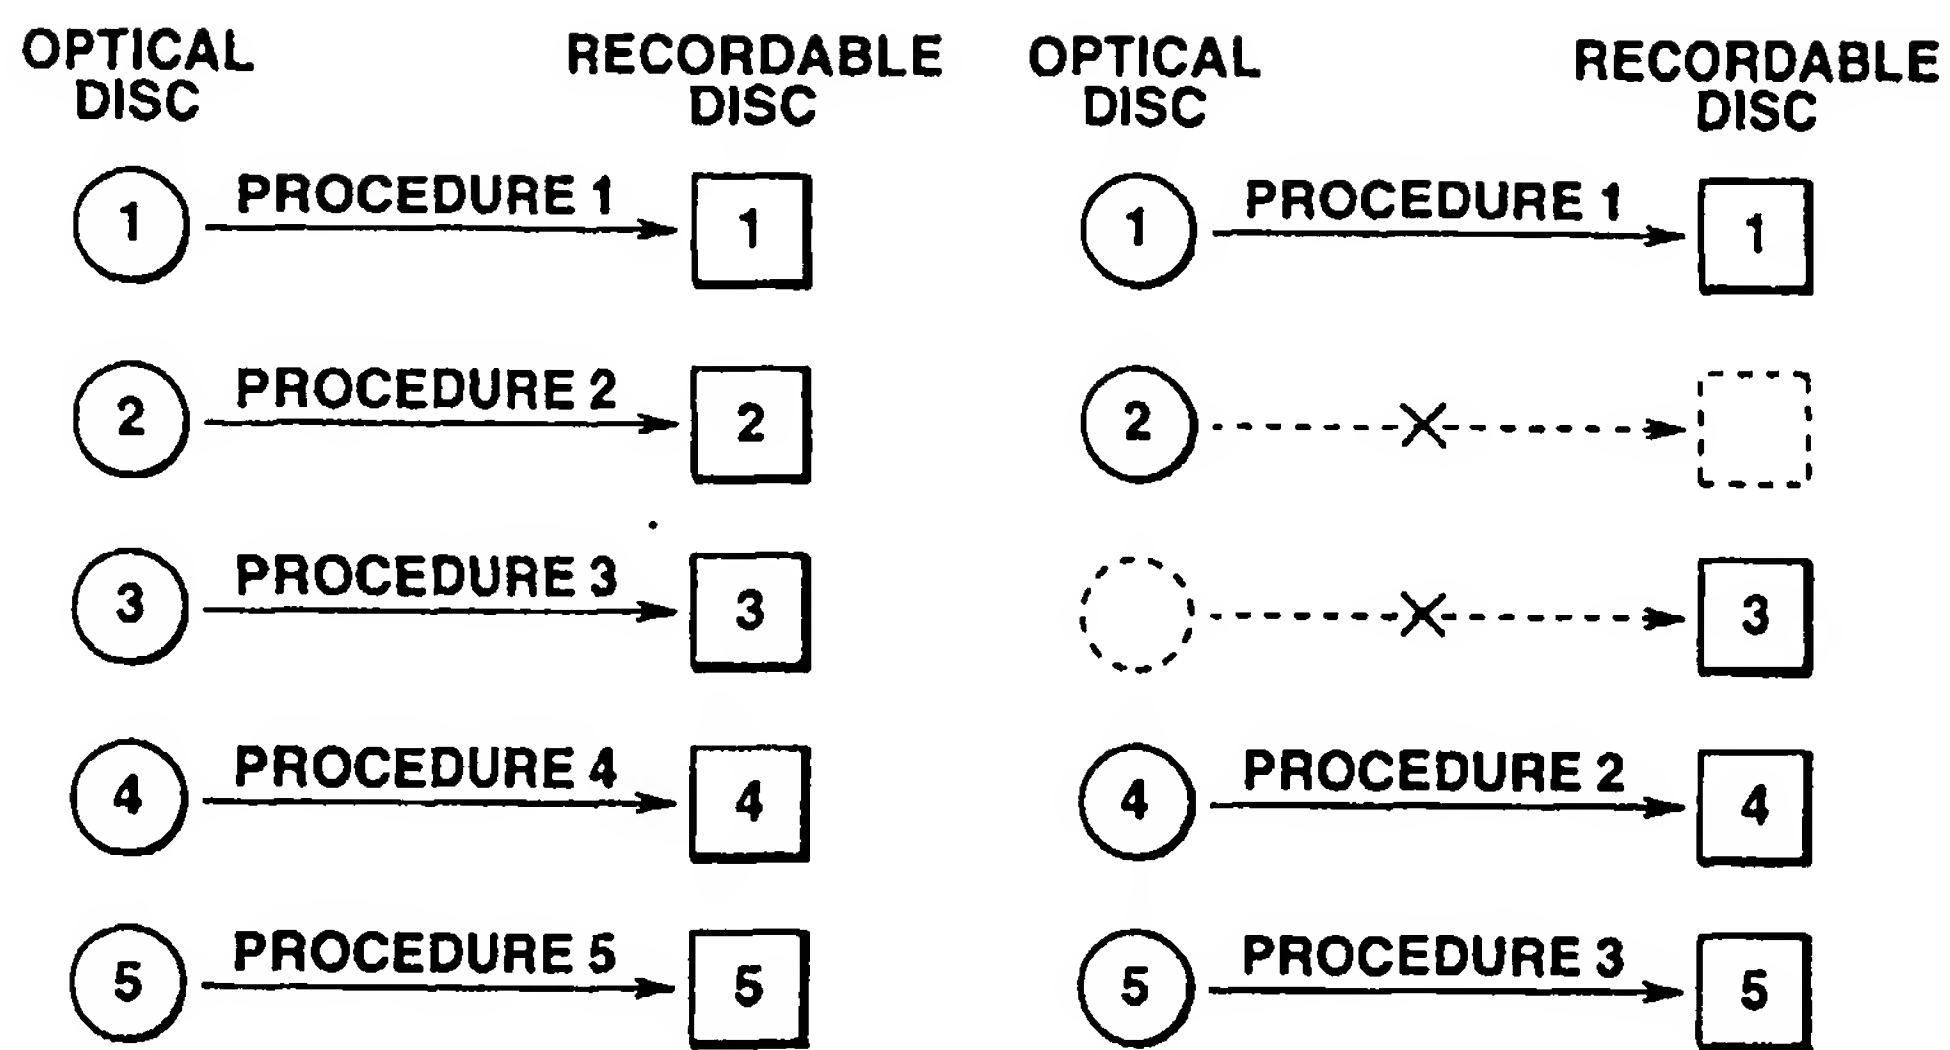 OPTICAL
DISC
RECORDABLE
DISC
1 PROCEDURE 1 1
2 PROCEDURE 2 2
3 PROCEDURE 3 3
4 PROCEDURE 4 4
5 PROCEDURE 5 5
OPTICAL
DISC
RECORDABLE
DISC
1 PROCEDURE 1 1
2
3
4 PROCEDURE 2 4
5 PROCEDURE 3 5